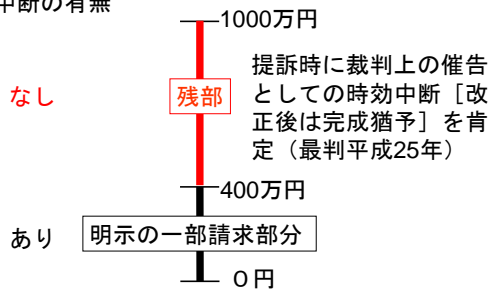 中断の有無
1000万円
なし
残部
提訴時に裁判上の催告
としての時効中断［改
正後は完成猶予］を肯
定（最判平成25年）
400万円
あり
明示の一部請求部分
０円